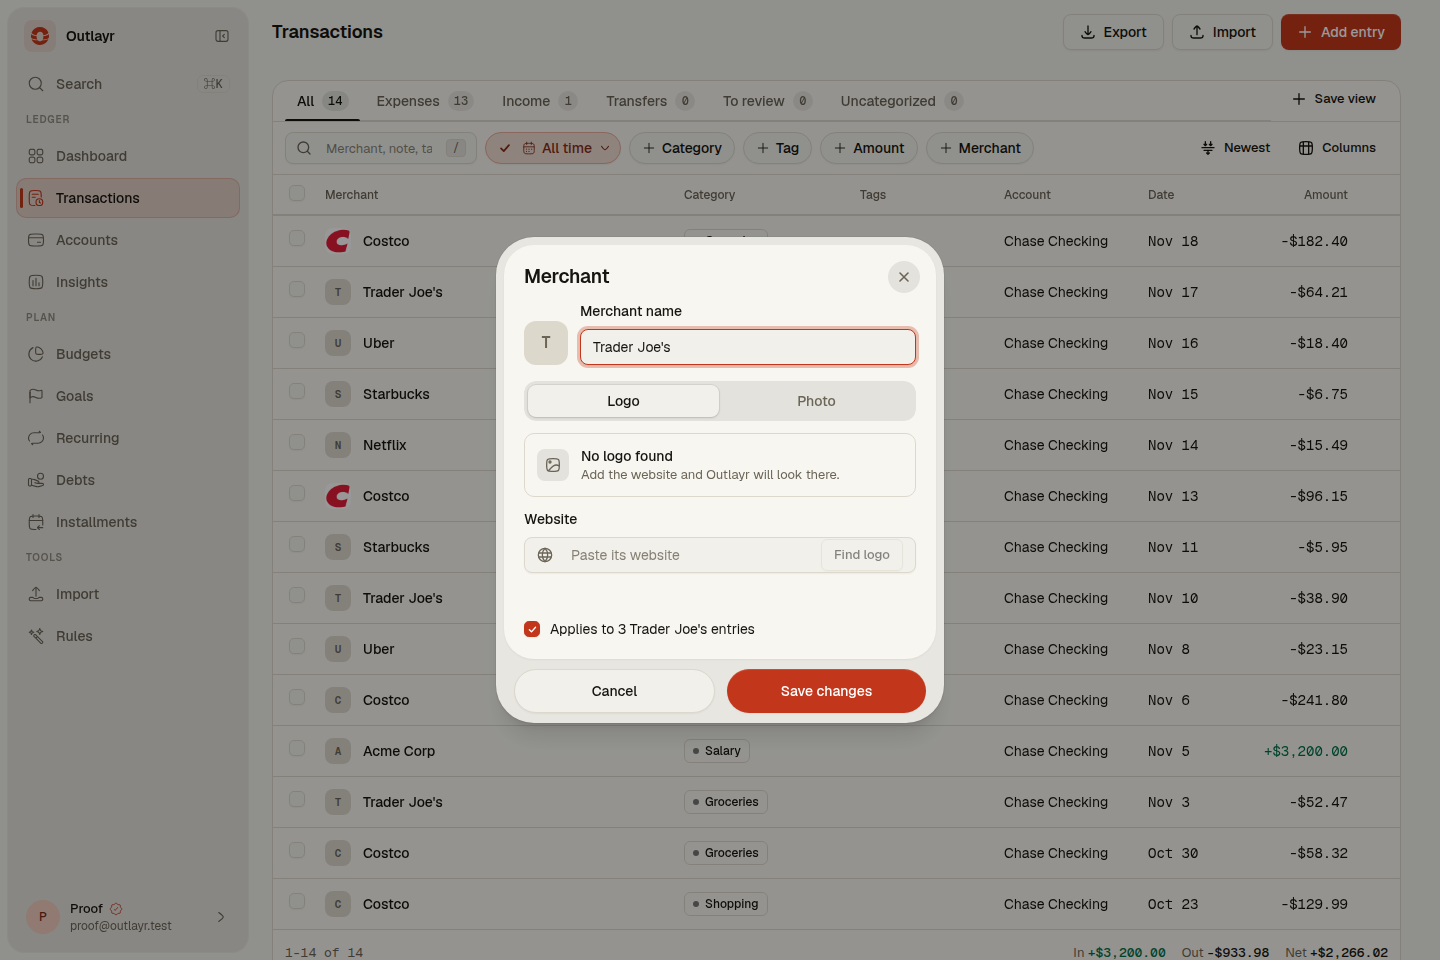 Outlayr
Search ⌘K
LEDGER
Dashboard
Transactions
Accounts
Insights
PLAN
Budgets
Goals
Recurring
Debts
Installments
TOOLS
Import
Rules
P Proof
proof@outlayr.test
Transactions
Export Import Add entry
All 14 Expenses 13 Income 1 Transfers 0 To review 0 Uncategorized 0 Save view
Merchant, note, ta / All time Category Tag Amount Merchant Newest Columns
Merchant Category Tags Account Date Amount
Costco Chase Checking Nov 18 -$182.40
T Trader Joe's Chase Checking Nov 17 -$64.21
U Uber Chase Checking Nov 16 -$18.40
S Starbucks Chase Checking Nov 15 -$6.75
N Netflix Chase Checking Nov 14 -$15.49
Costco Chase Checking Nov 13 -$96.15
S Starbucks Chase Checking Nov 11 -$5.95
T Trader Joe's Chase Checking Nov 10 -$38.90
U Uber Chase Checking Nov 8 -$23.15
C Costco Chase Checking Nov 6 -$241.80
A Acme Corp Salary Chase Checking Nov 5 +$3,200.00
T Trader Joe's Groceries Chase Checking Nov 3 -$52.47
C Costco Groceries Chase Checking Oct 30 -$58.32
C Costco Shopping Chase Checking Oct 23 -$129.99
1-14 of 14 In +$3,200.00 Out -$933.98 Net +$2,266.02
Merchant
Merchant name
T Trader Joe's
Logo Photo
No logo found
Add the website and Outlayr will look there.
Website
Paste its website Find logo
Applies to 3 Trader Joe's entries
Cancel Save changes